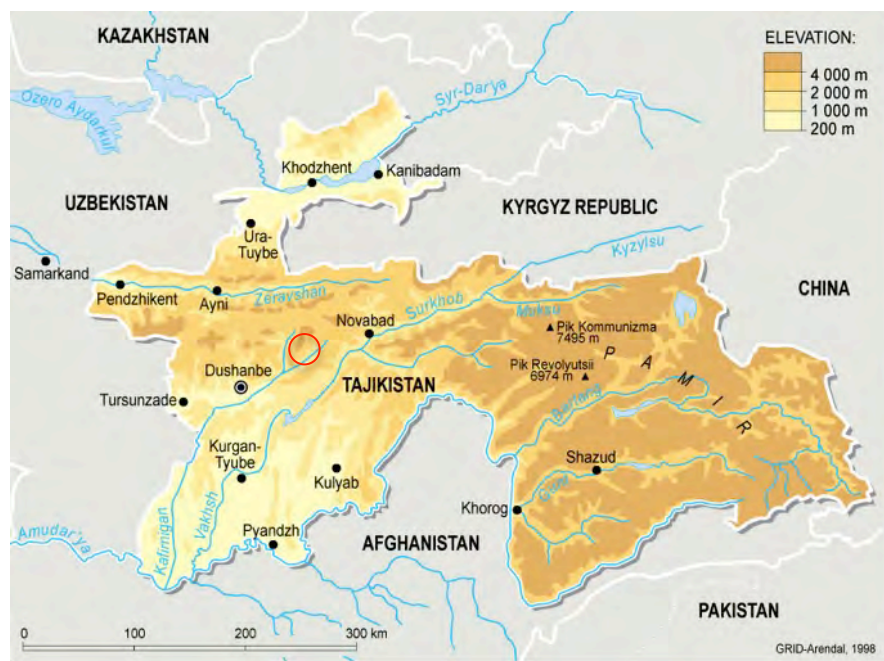 KAZAKHSTAN
ELEVATION:
4 000 m
2 000 m
1 000 m
200 m
Ozero Aydarkul'
Syr-Dar'ya
Khodzhent
Kanibadam
UZBEKISTAN
KYRGYZ REPUBLIC
Ura-
Tuybe
Kyzylsu
Samarkand
CHINA
Pendzhikent
Ayni
Zerayshan
Surkhob
Muksu
Novabad
Pik Kommunizma
7495 m
Pik Revolyutsii
6974 m
PAMIR
Dushanbe
TAJIKISTAN
Tursunzade
Bartang
Kurgan-
Tyube
Kulyab
Shazud
Gunt
Khorog
Kafirnigan
Vakhsh
Amudar'ya
Pyandzh
AFGHANISTAN
PAKISTAN
0 100 200 300 km
GRID-Arendal, 1998